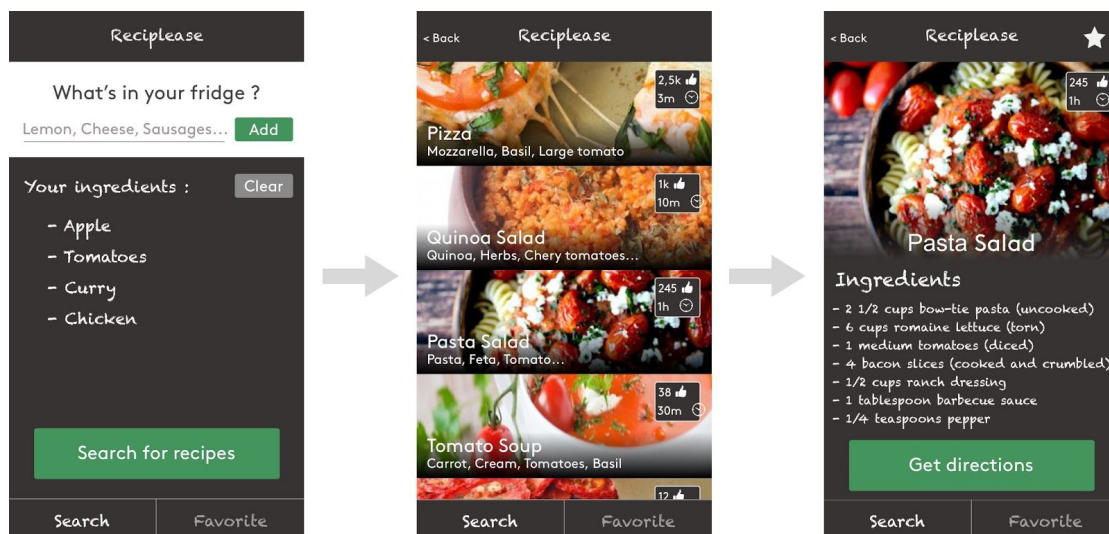 Reciplease
What's in your fridge ?
Lemon, Cheese, Sausages... Add
Your ingredients :
Clear
- Apple
- Tomatoes
- Curry
- Chicken
Search for recipes
Search
Favorite
< Back
Reciplease
2,5k
3m
Pizza
Mozzarella, Basil, Large tomato
1k
10m
Quinoa Salad
Quinoa, Herbs, Chery tomatoes...
245
1h
Pasta Salad
Pasta, Feta, Tomato...
38
30m
Tomato Soup
Carrot, Cream, Tomatoes, Basil
12
Search
Favorite
< Back
Reciplease
245
1h
Pasta Salad
Ingredients
- 2 1/2 cups bow-tie pasta (uncooked)
- 6 cups romaine lettuce (torn)
- 1 medium tomatoes (diced)
- 4 bacon slices (cooked and crumbled)
- 1/2 cups ranch dressing
- 1 tablespoon barbecue sauce
- 1/4 teaspoons pepper
Get directions
Search
Favorite